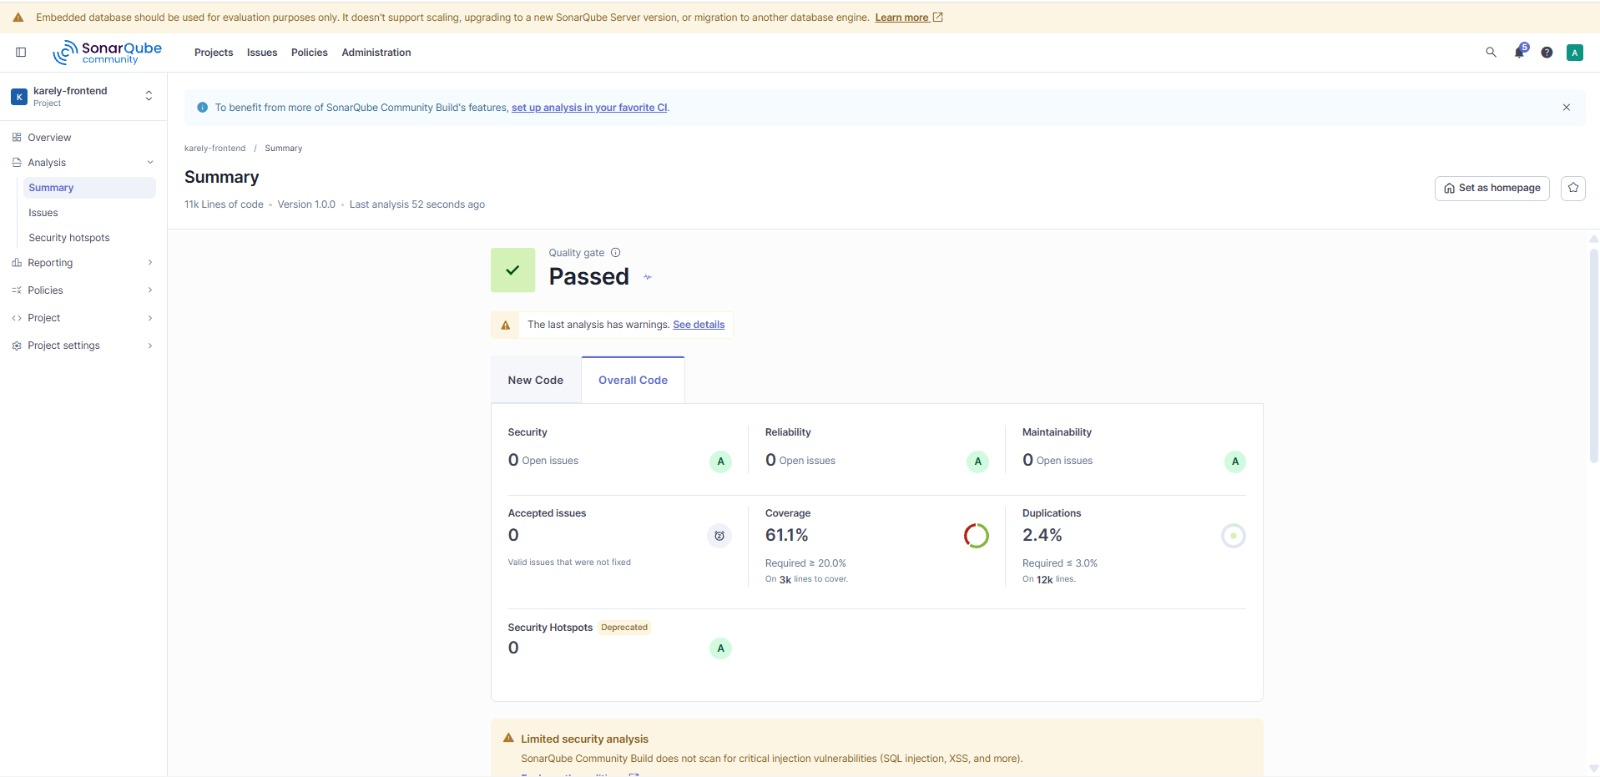 Embedded database should be used for evaluation purposes only. It doesn't support scaling, upgrading to a new SonarQube Server version, or migration to another database engine. Learn more
SonarQube
community
Projects Issues Policies Administration
5
A
K
karely-frontend
Project
To benefit from more of SonarQube Community Build's features, set up analysis in your favorite CI.
Overview
Analysis
Summary
Issues
Security hotspots
Reporting
Policies
Project
Project settings
karely-frontend / Summary
Summary
11k Lines of code • Version 1.0.0 • Last analysis 52 seconds ago
Set as homepage
Quality gate
Passed
The last analysis has warnings. See details
New Code Overall Code
Security Reliability Maintainability
0 Open issues A 0 Open issues A 0 Open issues A
Accepted issues Coverage Duplications
0 61.1% 2.4%
Valid issues that were not fixed Required ≥ 20.0% Required ≤ 3.0%
On 3k lines to cover. On 12k lines.
Security Hotspots Deprecated
0 A
Limited security analysis
SonarQube Community Build does not scan for critical injection vulnerabilities (SQL injection, XSS, and more).